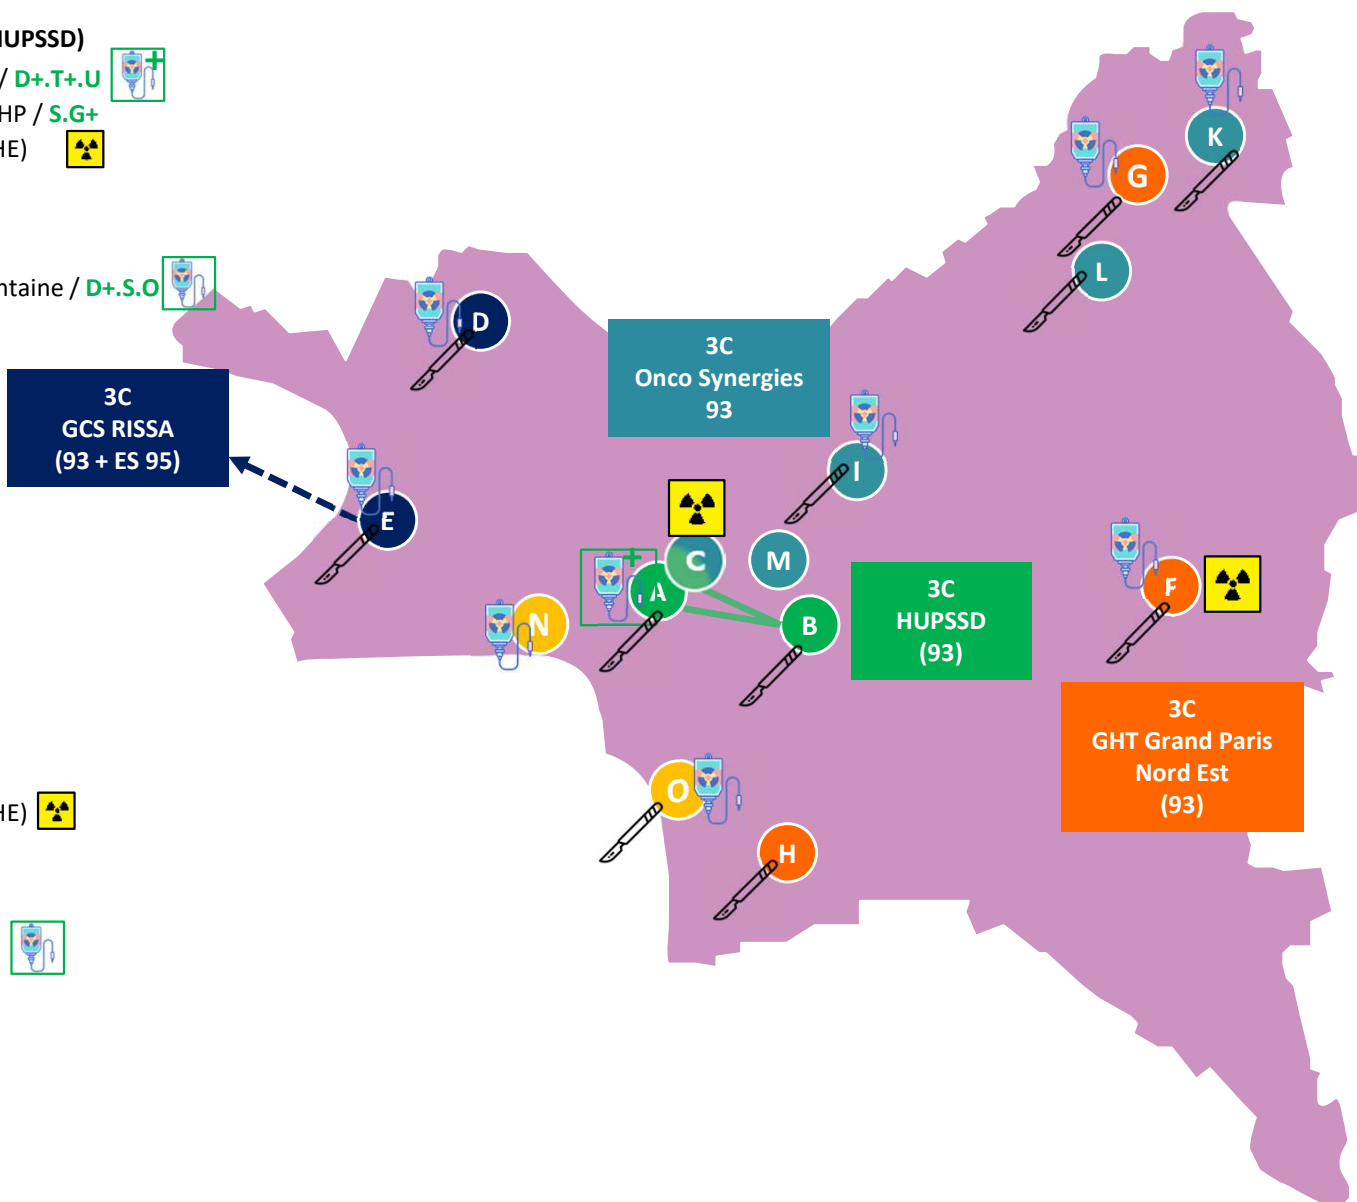 HUPSSD)
/ D+.T+.U
HP / S.G+
HE)
ntaine / D+.S.O
3C
GCS RISSA
(93 + ES 95)
3C
Onco Synergies
93
3C
HUPSSD
(93)
3C
GHT Grand Paris
Nord Est
(93)
HE)
K
G
L
D
I
E
C
M
A
B
N
F
O
H